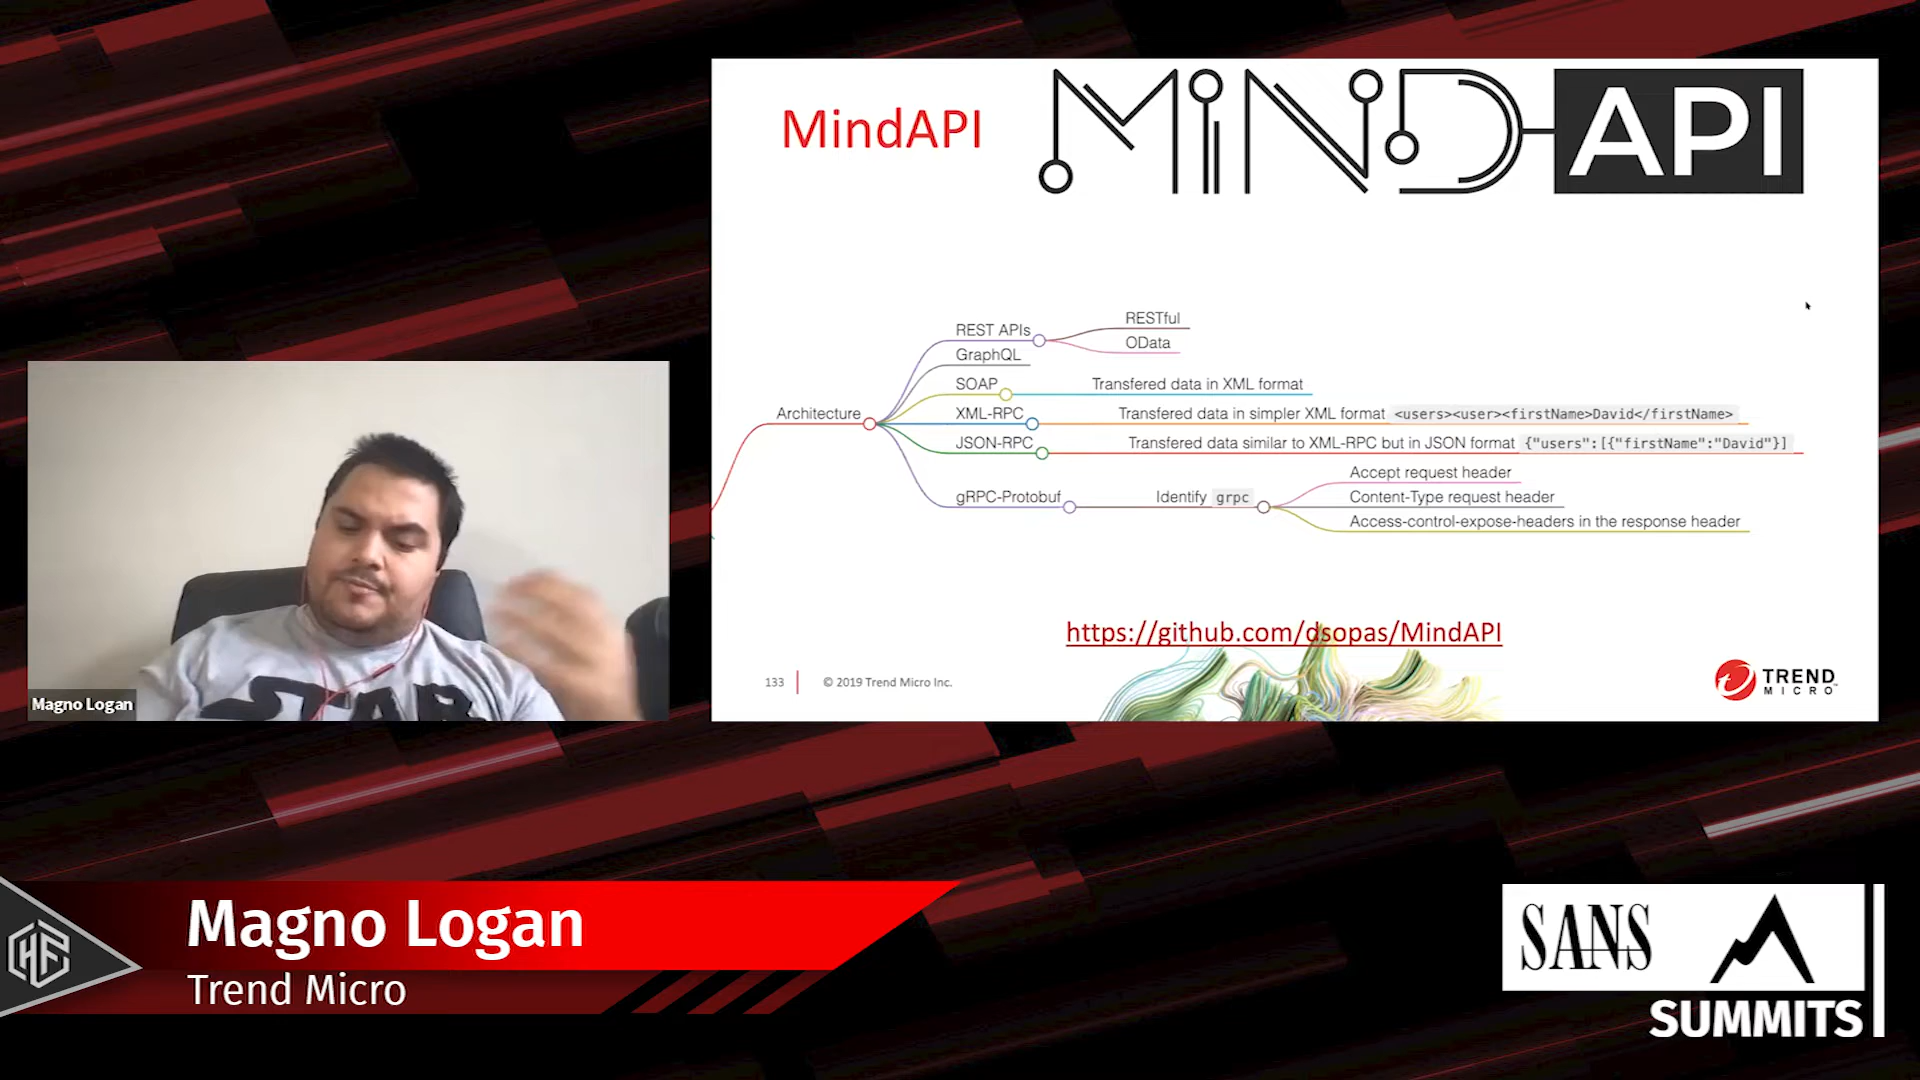 MindAPI
MIND-API
RESTful
REST APIs
OData
GraphQL
SOAP
Transfered data in XML format
Architecture
XML-RPC
Transfered data in simpler XML format <users><user><firstName>David</firstName>
JSON-RPC
Transfered data similar to XML-RPC but in JSON format {"users":[{"firstName":"David"}]
Accept request header
gRPC-Protobuf
Identify grpc
Content-Type request header
Access-control-expose-headers in the response header
https://github.com/dsopas/MindAPI
133
© 2019 Trend Micro Inc.
TREND
MICRO™
STAR
Magno Logan
Magno Logan
Trend Micro
HF
SANS
SUMMITS